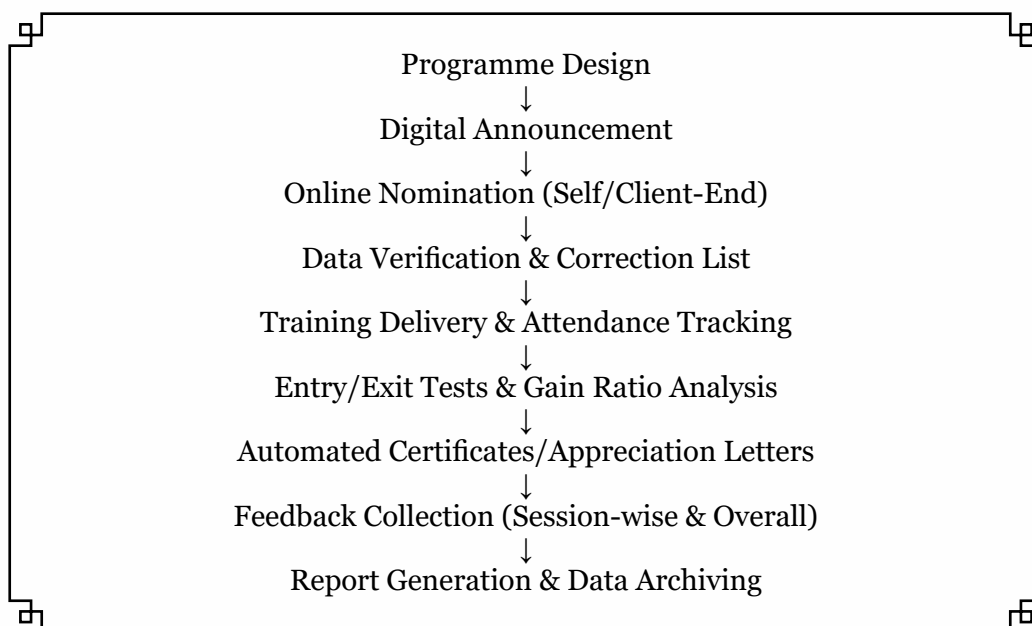 Programme Design
↓
Digital Announcement
↓
Online Nomination (Self/Client-End)
↓
Data Verification & Correction List
↓
Training Delivery & Attendance Tracking
↓
Entry/Exit Tests & Gain Ratio Analysis
↓
Automated Certificates/Appreciation Letters
↓
Feedback Collection (Session-wise & Overall)
↓
Report Generation & Data Archiving